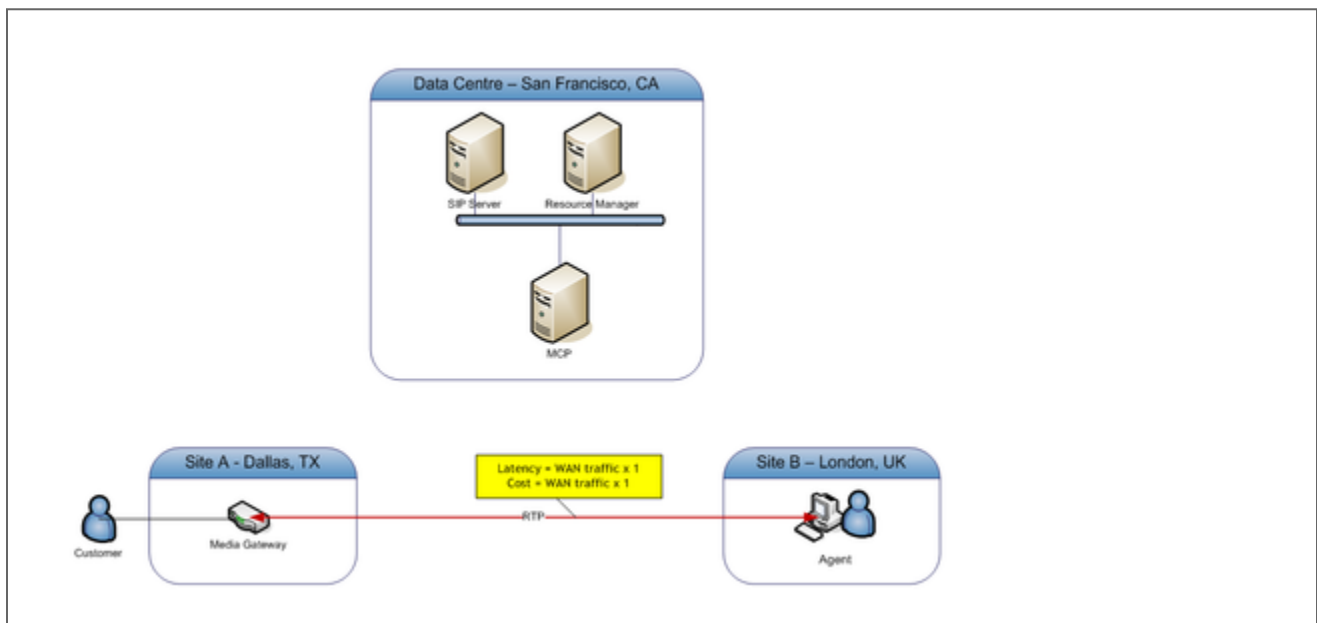 Data Centre – San Francisco, CA
SIP Server
Resource Manager
MCP
Site A - Dallas, TX
Latency = WAN traffic x 1
Cost = WAN traffic x 1
Site B – London, UK
RTP
Media Gateway
Customer
Agent